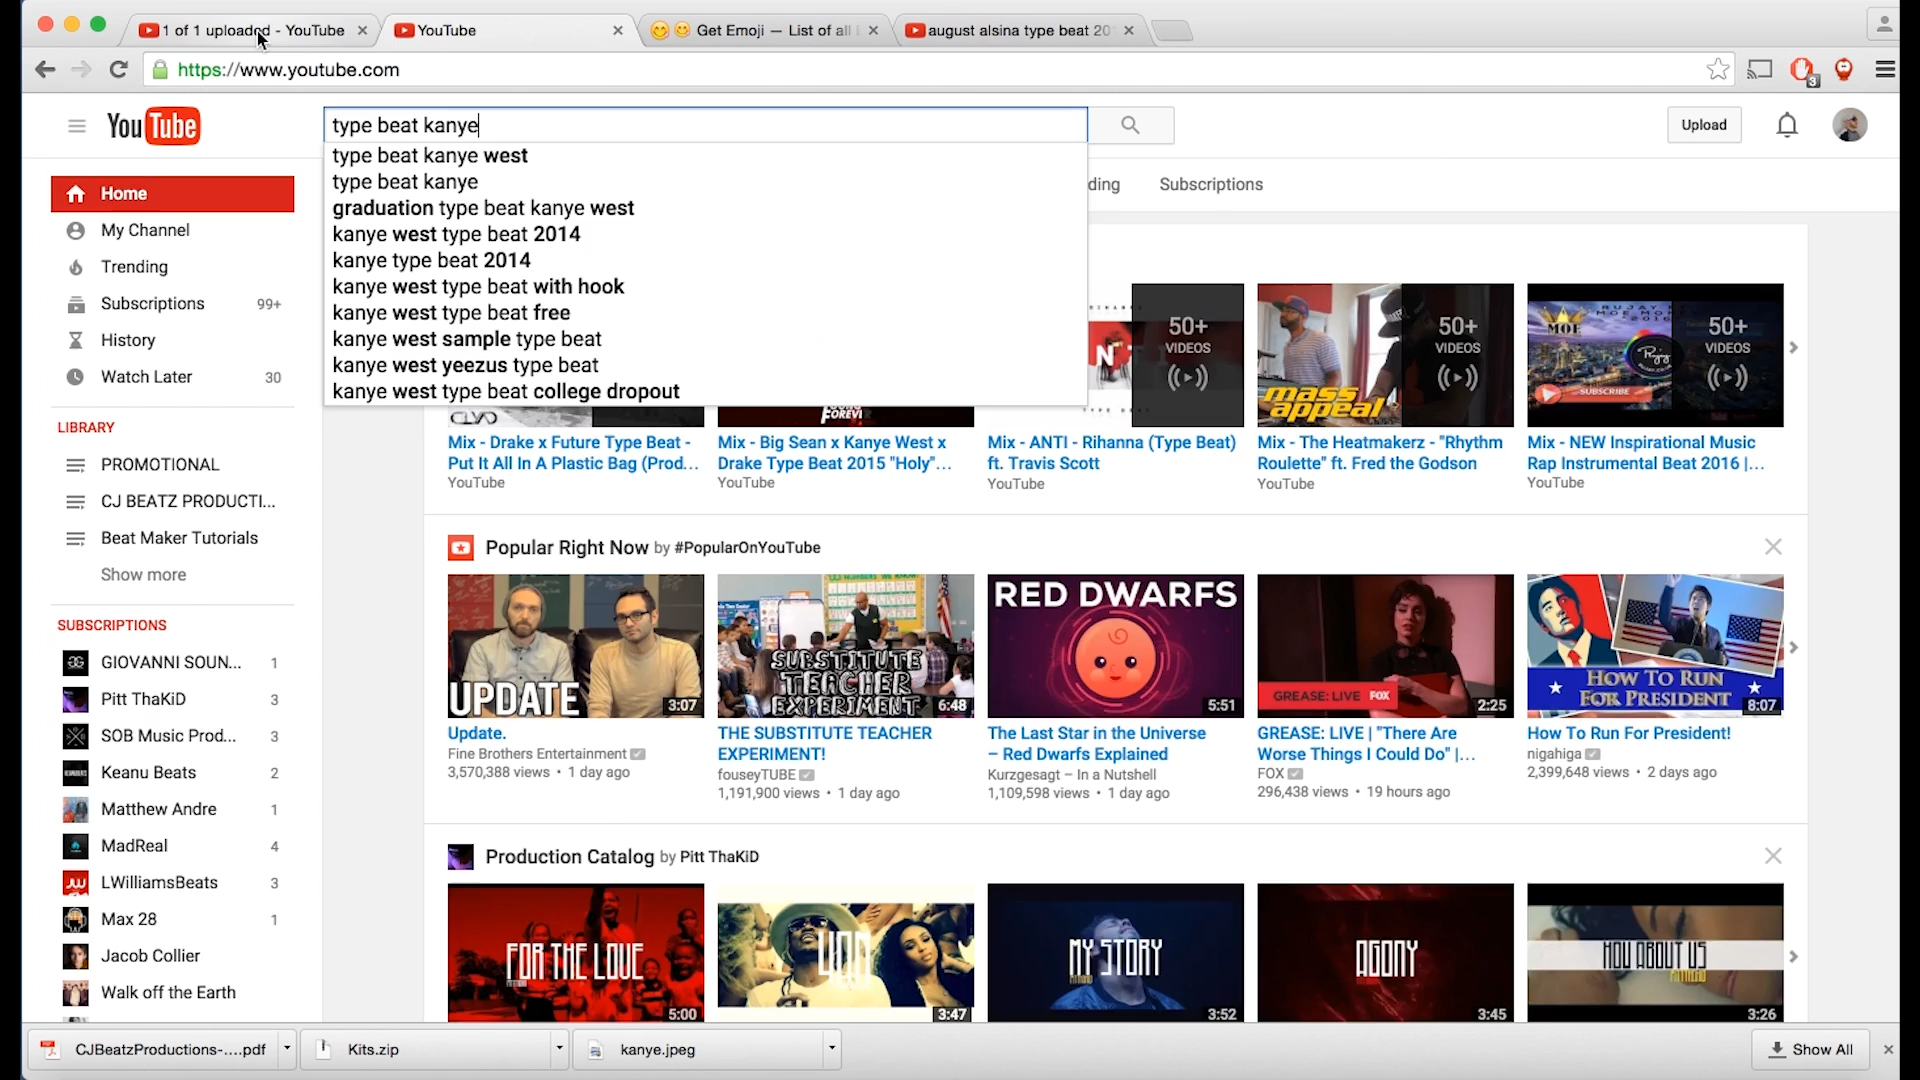 1 of 1 uploaded - YouTube
YouTube
Get Emoji — List of all
august alsina type beat 20
https://www.youtube.com
3
YouTube
type beat kanye
Upload
type beat kanye west
type beat kanye
graduation type beat kanye west
kanye west type beat 2014
kanye type beat 2014
kanye west type beat with hook
kanye west type beat free
kanye west sample type beat
kanye west yeezus type beat
kanye west type beat college dropout
ding
Subscriptions
Home
My Channel
Trending
Subscriptions 99+
History
Watch Later 30
LIBRARY
PROMOTIONAL
CJ BEATZ PRODUCTI...
Beat Maker Tutorials
Show more
SUBSCRIPTIONS
GIOVANNI SOUN... 1
Pitt ThaKiD 3
SOB Music Prod... 3
Keanu Beats 2
Matthew Andre 1
MadReal 4
LWilliamsBeats 3
Max 28 1
Jacob Collier
Walk off the Earth
50+
VIDEOS
50+
VIDEOS
mass
appeal
MOE
SUBSCRIBE
50+
VIDEOS
Mix - Drake x Future Type Beat -
Put It All In A Plastic Bag (Prod...
YouTube
Mix - Big Sean x Kanye West x
Drake Type Beat 2015 "Holy"...
YouTube
Mix - ANTI - Rihanna (Type Beat)
ft. Travis Scott
YouTube
Mix - The Heatmakerz - "Rhythm
Roulette" ft. Fred the Godson
YouTube
Mix - NEW Inspirational Music
Rap Instrumental Beat 2016 |...
YouTube
Popular Right Now by #PopularOnYouTube
UPDATE
3:07
SUBSTITUTE
TEACHER
EXPERIMENT
6:48
RED DWARFS
5:51
GREASE: LIVE FOX
2:25
HOW TO RUN
FOR PRESIDENT
8:07
Update.
Fine Brothers Entertainment
3,570,388 views • 1 day ago
THE SUBSTITUTE TEACHER
EXPERIMENT!
fouseyTUBE
1,191,900 views • 1 day ago
The Last Star in the Universe
– Red Dwarfs Explained
Kurzgesagt – In a Nutshell
1,109,598 views • 1 day ago
GREASE: LIVE | "There Are
Worse Things I Could Do" |...
FOX
296,438 views • 19 hours ago
How To Run For President!
nigahiga
2,399,648 views • 2 days ago
Production Catalog by Pitt ThaKiD
FOR THE LOVE
5:00
3:47
MY STORY
3:52
AGONY
3:45
HOW ABOUT US
3:26
CJBeatzProductions-....pdf
Kits.zip
kanye.jpeg
Show All